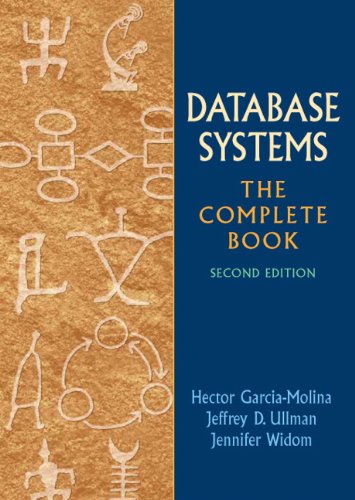 DATABASE
SYSTEMS
THE
COMPLETE
BOOK
SECOND EDITION
Hector Garcia-Molina
Jeffrey D. Ullman
Jennifer Widom